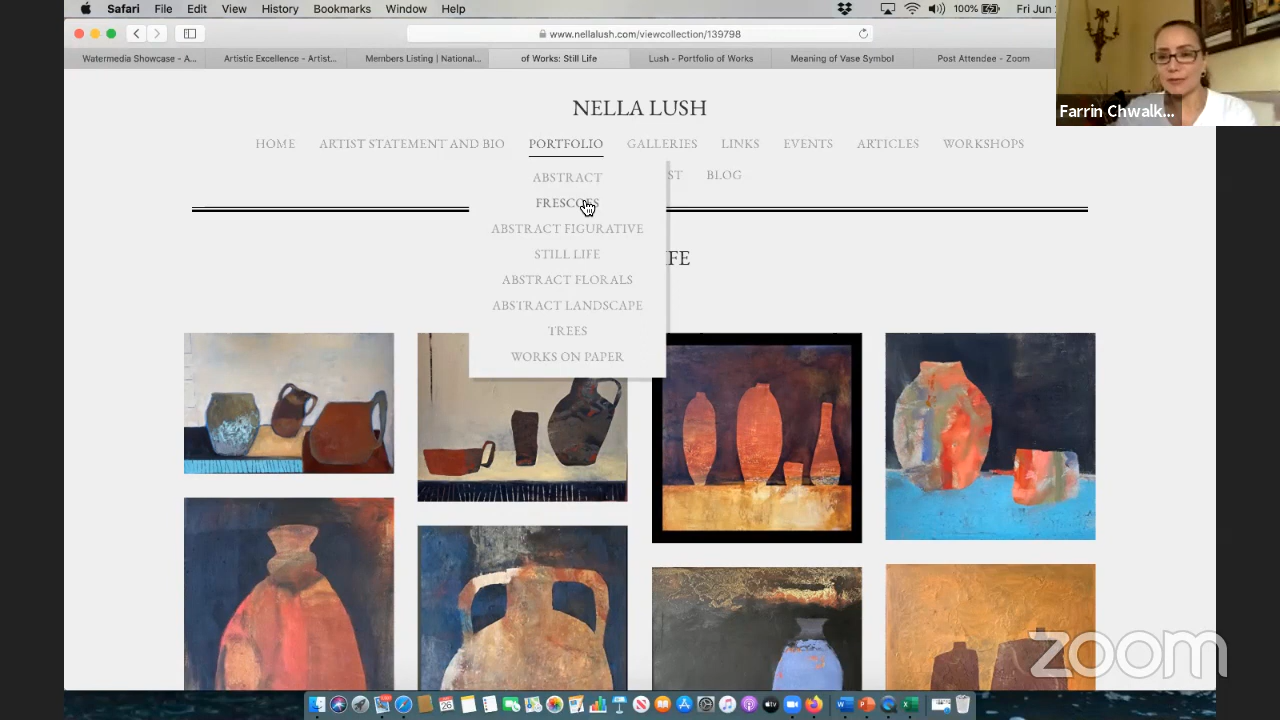 Safari File Edit View History Bookmarks Window Help 100% Fri Jun
www.nellalush.com/viewcollection/139798
Watermedia Showcase - A... Artistic Excellence - Artist... Members Listing | National... of Works: Still Life Lush - Portfolio of Works Meaning of Vase Symbol Post Attendee - Zoom
Farrin Chwalk...
NELLA LUSH
HOME ARTIST STATEMENT AND BIO PORTFOLIO GALLERIES LINKS EVENTS ARTICLES WORKSHOPS
ST BLOG
ABSTRACT
FRESCOES
ABSTRACT FIGURATIVE
STILL LIFE
IFE
ABSTRACT FLORALS
ABSTRACT LANDSCAPE
TREES
WORKS ON PAPER
zoom